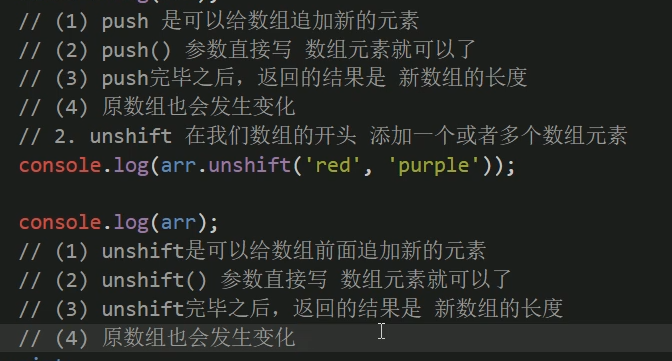 // (1) push 是可以给数组追加新的元素
// (2) push() 参数直接写 数组元素就可以了
// (3) push完毕之后，返回的结果是 新数组的长度
// (4) 原数组也会发生变化
// 2. unshift 在我们数组的开头 添加一个或者多个数组元素
console.log(arr.unshift('red', 'purple'));
console.log(arr);
// (1) unshift是可以给数组前面追加新的元素
// (2) unshift() 参数直接写 数组元素就可以了
// (3) unshift完毕之后，返回的结果是 新数组的长度
// (4) 原数组也会发生变化